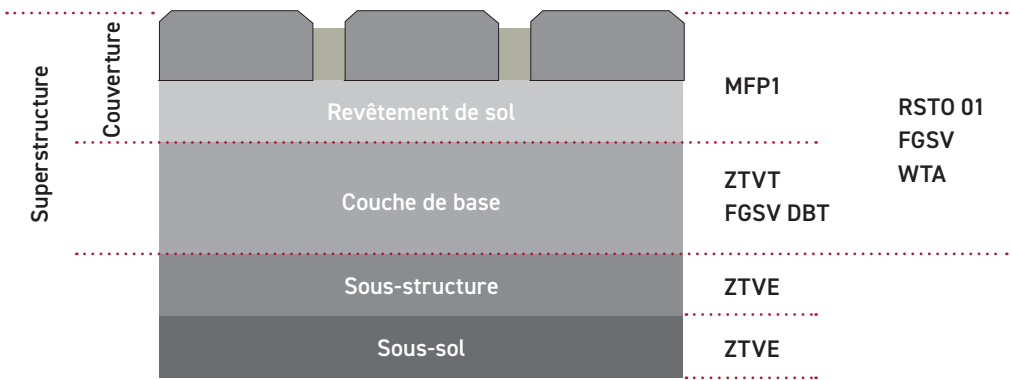 Superstructure
Couverture
Revêtement de sol
MFP1
RSTO 01
FGSV
WTA
Couche de base
ZTVT
FGSV DBT
Sous-structure
ZTVE
Sous-sol
ZTVE